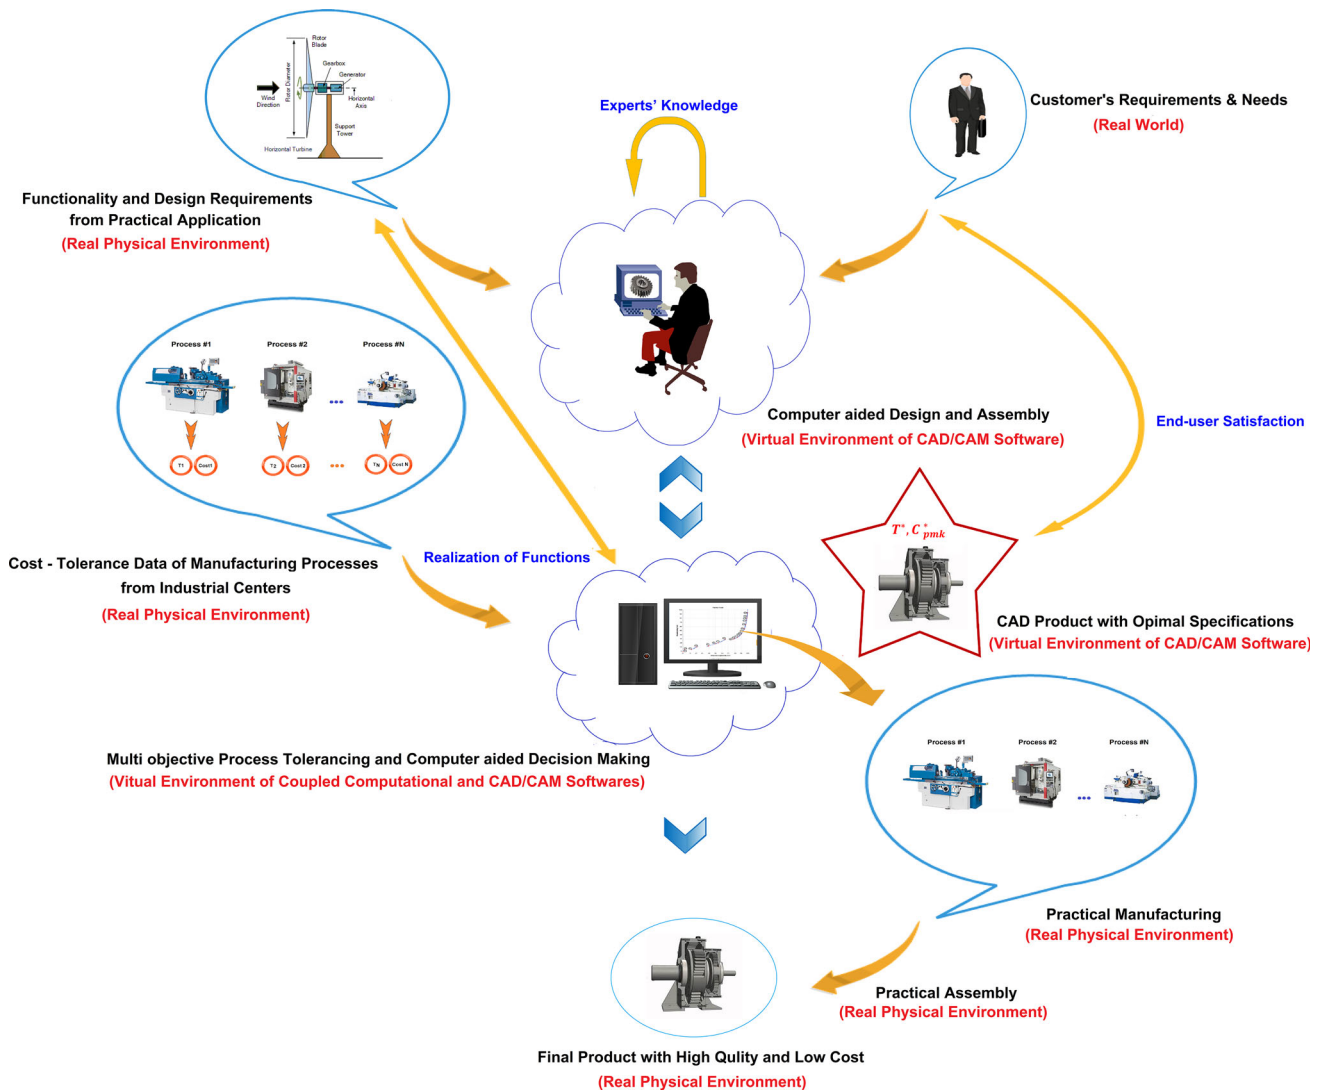 Rotor
Blade
Gearbox
Generator
Rotor Diameter
Wind
Direction
Horizontal
Axis
Support
Tower
Horizontal Turbine
Functionality and Design Requirements
from Practical Application
(Real Physical Environment)
Experts' Knowledge
Customer's Requirements & Needs
(Real World)
Process #1
Process #2
Process #N
...
T1
Cost1
T2
Cost 2
...
TN
Cost N
Cost - Tolerance Data of Manufacturing Processes
from Industrial Centers
(Real Physical Environment)
Computer aided Design and Assembly
(Virtual Environment of CAD/CAM Software)
End-user Satisfaction
Realization of Functions
T*, C*pmk
CAD Product with Opimal Specifications
(Virtual Environment of CAD/CAM Software)
Multi objective Process Tolerancing and Computer aided Decision Making
(Vitual Environment of Coupled Computational and CAD/CAM Softwares)
Process #1
Process #2
Process #N
...
Practical Manufacturing
(Real Physical Environment)
Practical Assembly
(Real Physical Environment)
Final Product with High Qulity and Low Cost
(Real Physical Environment)